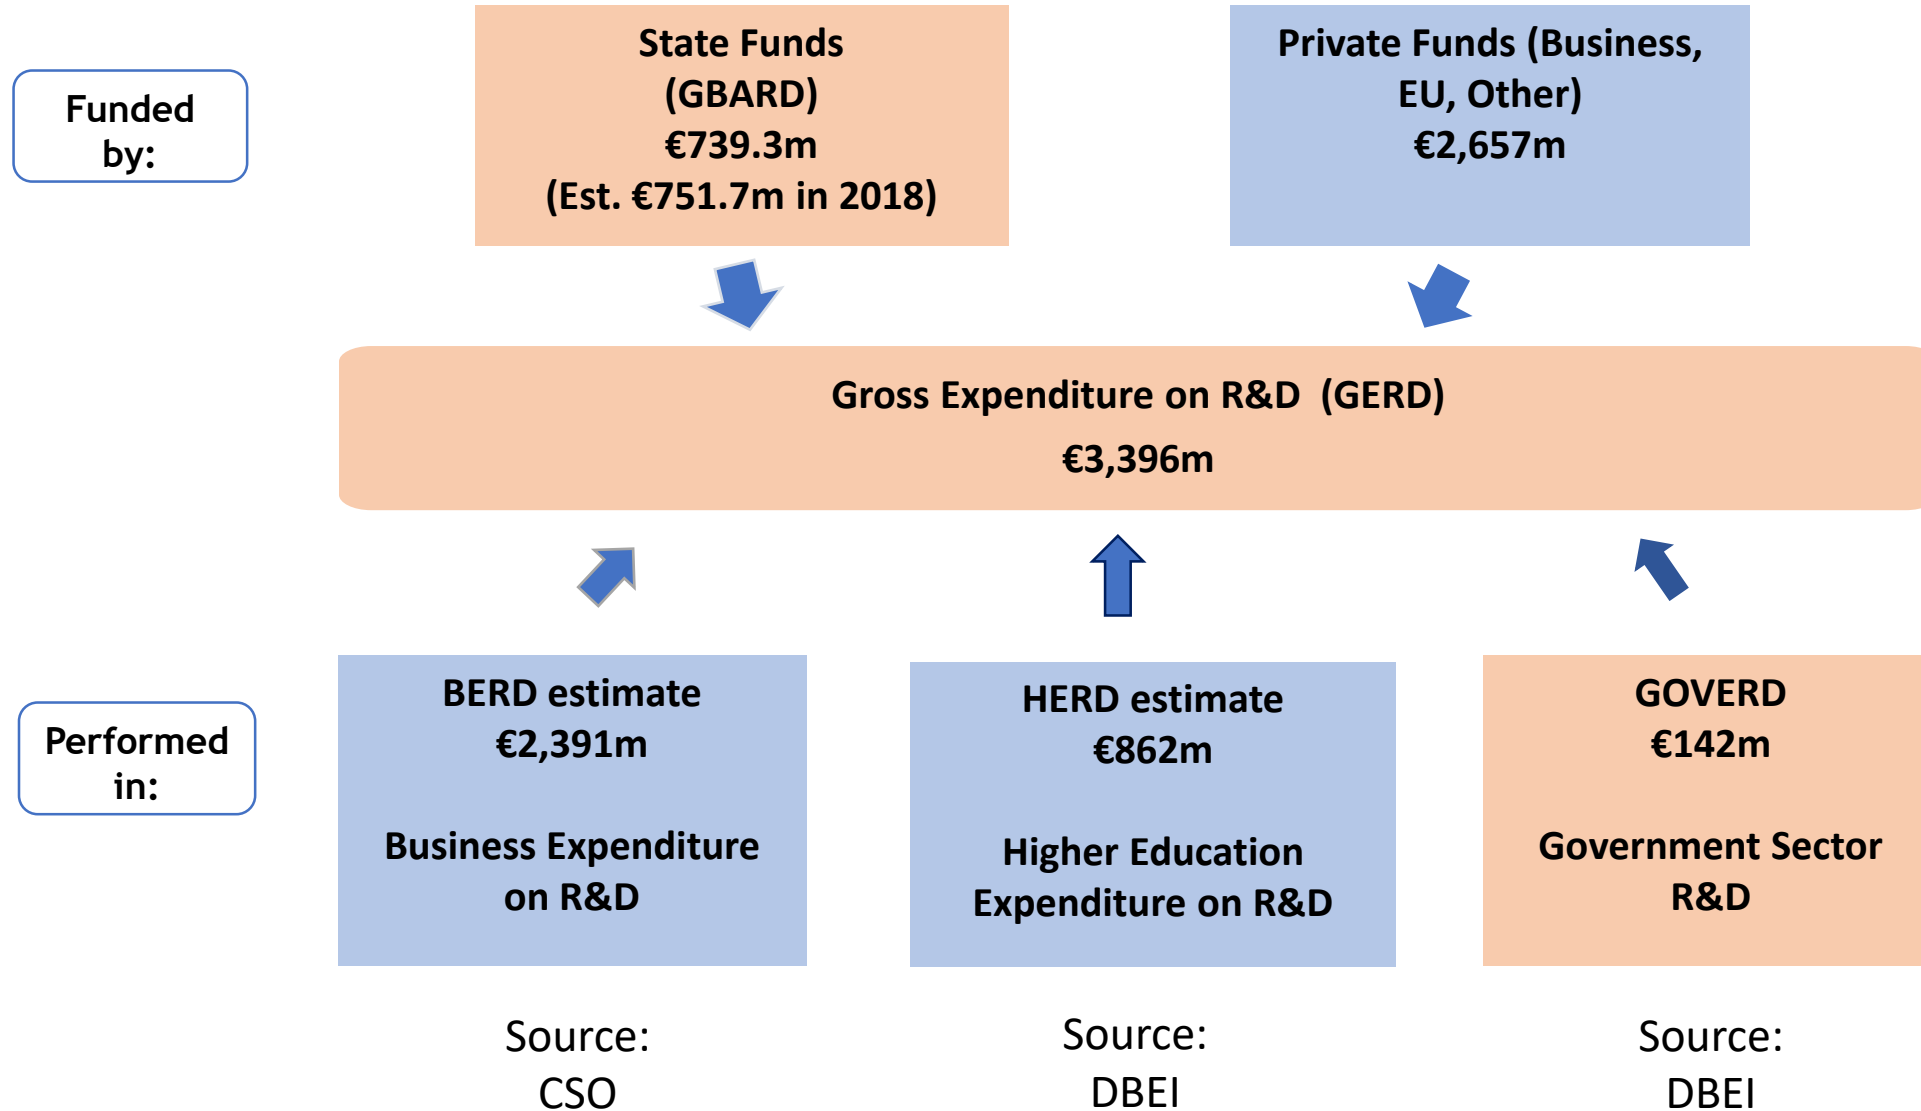 Funded
by:
State Funds
(GBARD)
€739.3m
(Est. €751.7m in 2018)
Private Funds (Business,
EU, Other)
€2,657m
Gross Expenditure on R&D  (GERD)
€3,396m
Performed
in:
BERD estimate
€2,391m
Business Expenditure
on R&D
HERD estimate
€862m
Higher Education
Expenditure on R&D
GOVERD
€142m
Government Sector
R&D
Source:
CSO
Source:
DBEI
Source:
DBEI